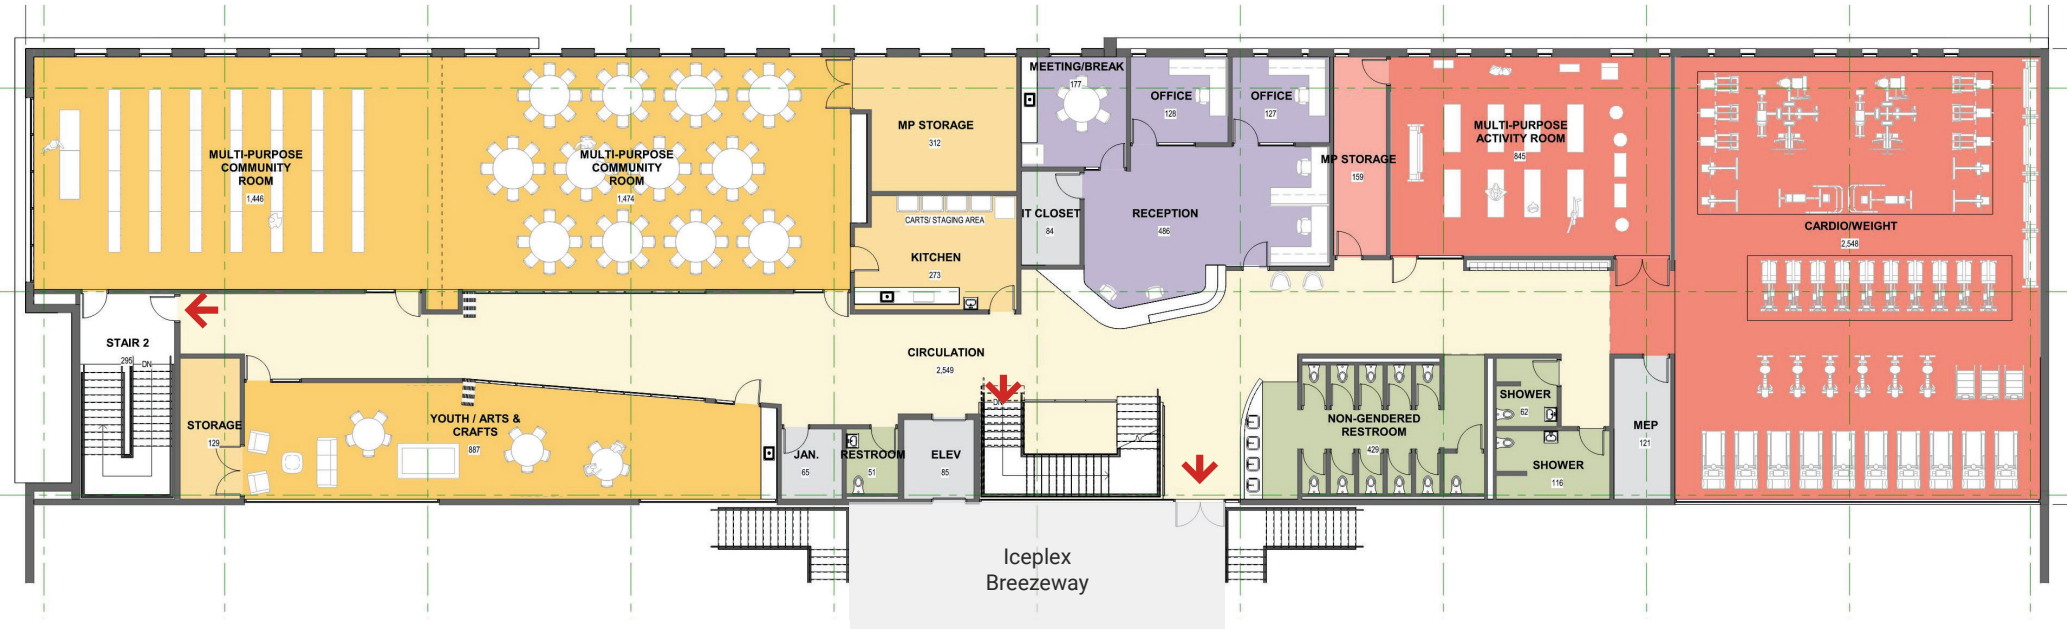 MULTI-PURPOSE
COMMUNITY
ROOM
1,446
MULTI-PURPOSE
COMMUNITY
ROOM
1,474
MP STORAGE
312
CARTS/ STAGING AREA
KITCHEN
273
MEETING/BREAK
177
OFFICE
128
OFFICE
127
IT CLOSET
84
RECEPTION
486
MP STORAGE
159
MULTI-PURPOSE
ACTIVITY ROOM
845
CARDIO/WEIGHT
2,548
STAIR 2
295
DN
STORAGE
129
YOUTH / ARTS &
CRAFTS
887
CIRCULATION
2,549
JAN.
65
RESTROOM
51
ELEV
85
DN
NON-GENDERED
RESTROOM
429
SHOWER
62
SHOWER
116
MEP
121
Iceplex
Breezeway